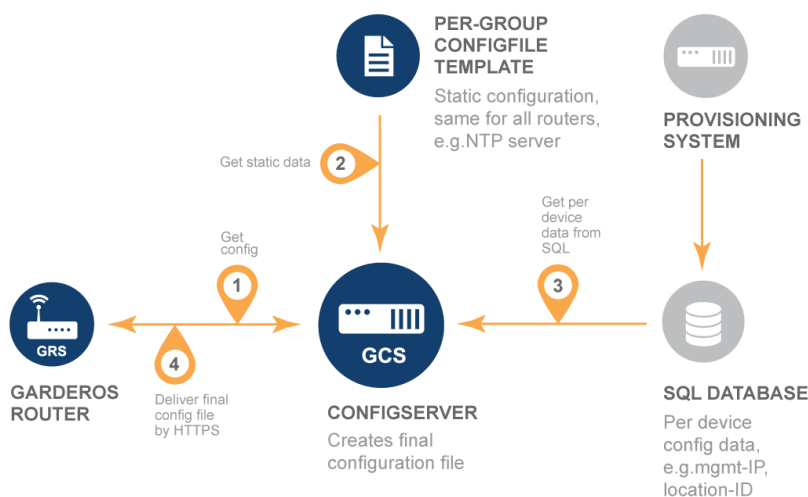 PER-GROUP
CONFIGFILE
TEMPLATE
Static configuration,
same for all routers,
e.g.NTP server
PROVISIONING
SYSTEM
Get static data
2
Get per
device
data from
SQL
3
Get
config
1
GRS
GARDEROS
ROUTER
4
Deliver final
config file
by HTTPS
GCS
CONFIGSERVER
Creates final
configuration file
SQL DATABASE
Per device
config data,
e.g.mgmt-IP,
location-ID